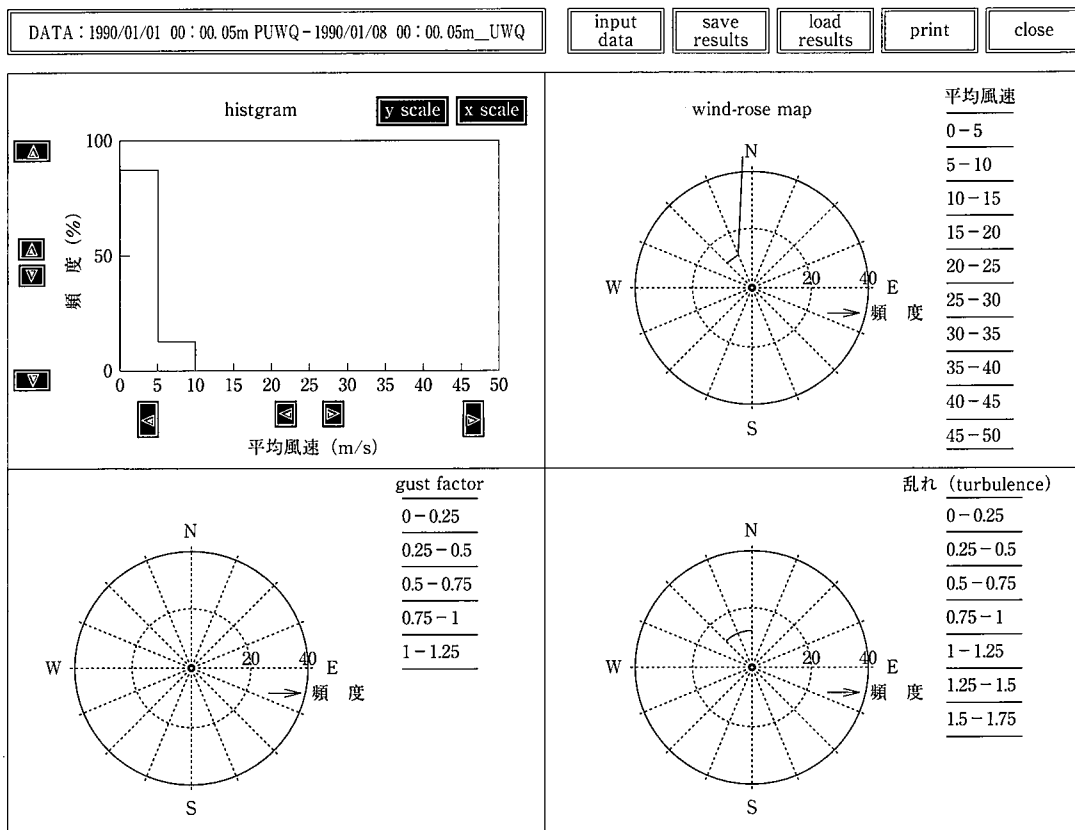 DATA : 1990/01/01 00 : 00. 05m PUWQ − 1990/01/08 00 : 00. 05m__UWQ
input
data
save
results
load
results
print
close
histgram
y scale
x scale
100
50
0
頻 度 (%)
0 5 10 15 20 25 30 35 40 45 50
平均風速 (m/s)
wind-rose map
N
W
E
S
20
40
頻 度
平均風速
0−5
5−10
10−15
15−20
20−25
25−30
30−35
35−40
40−45
45−50
gust factor
N
W
E
S
20
40
頻 度
0−0.25
0.25−0.5
0.5−0.75
0.75−1
1−1.25
乱れ (turbulence)
N
W
E
S
20
40
頻 度
0−0.25
0.25−0.5
0.5−0.75
0.75−1
1−1.25
1.25−1.5
1.5−1.75